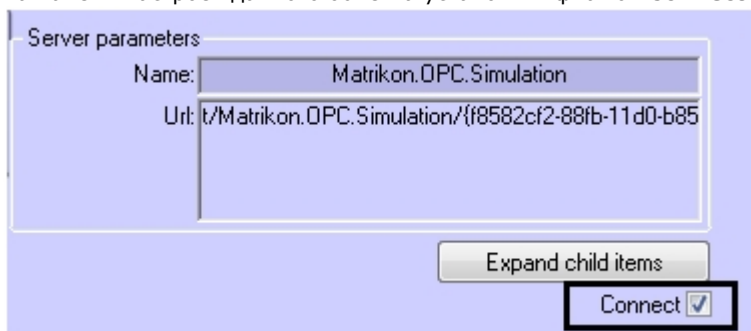 Server parameters
Name: Matrikon.OPC.Simulation
Url: t/Matrikon.OPC.Simulation/{f8582cf2-88fb-11d0-b85
Expand child items
Connect